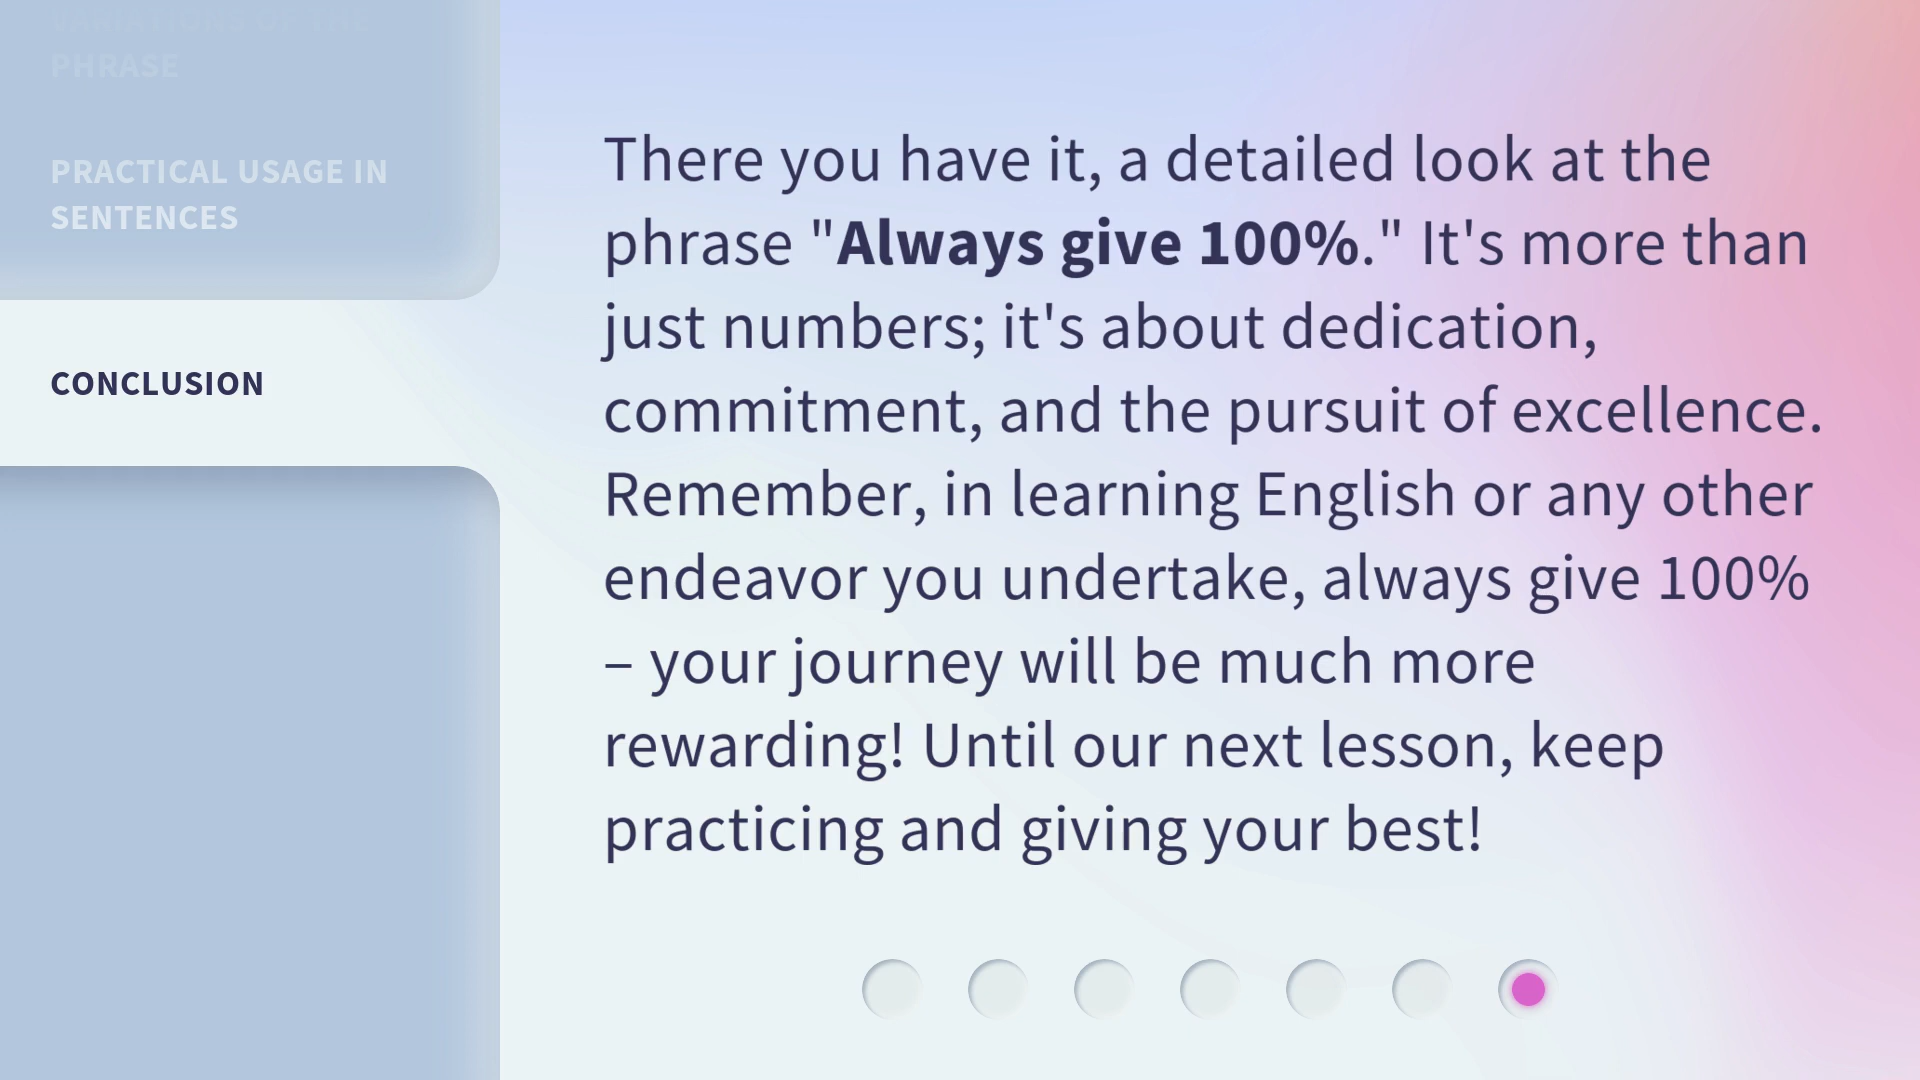 VARIATIONS OF THE
PHRASE
PRACTICAL USAGE IN
SENTENCES
CONCLUSION
There you have it, a detailed look at the
phrase "Always give 100%." It's more than
just numbers; it's about dedication,
commitment, and the pursuit of excellence.
Remember, in learning English or any other
endeavor you undertake, always give 100%
– your journey will be much more
rewarding! Until our next lesson, keep
practicing and giving your best!